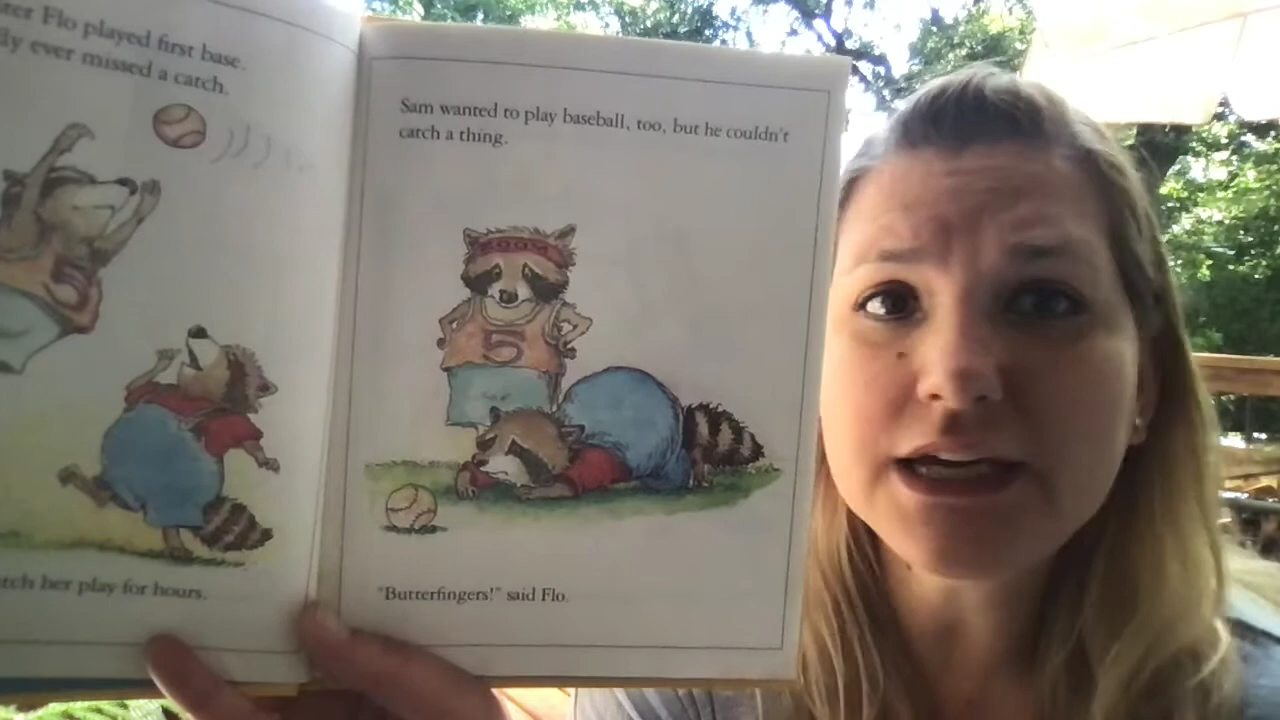 Flo played first base.
ever missed a catch.
5
her play for hours.
Sam wanted to play baseball, too, but he couldn't
catch a thing.
5
"Butterfingers!" said Flo.